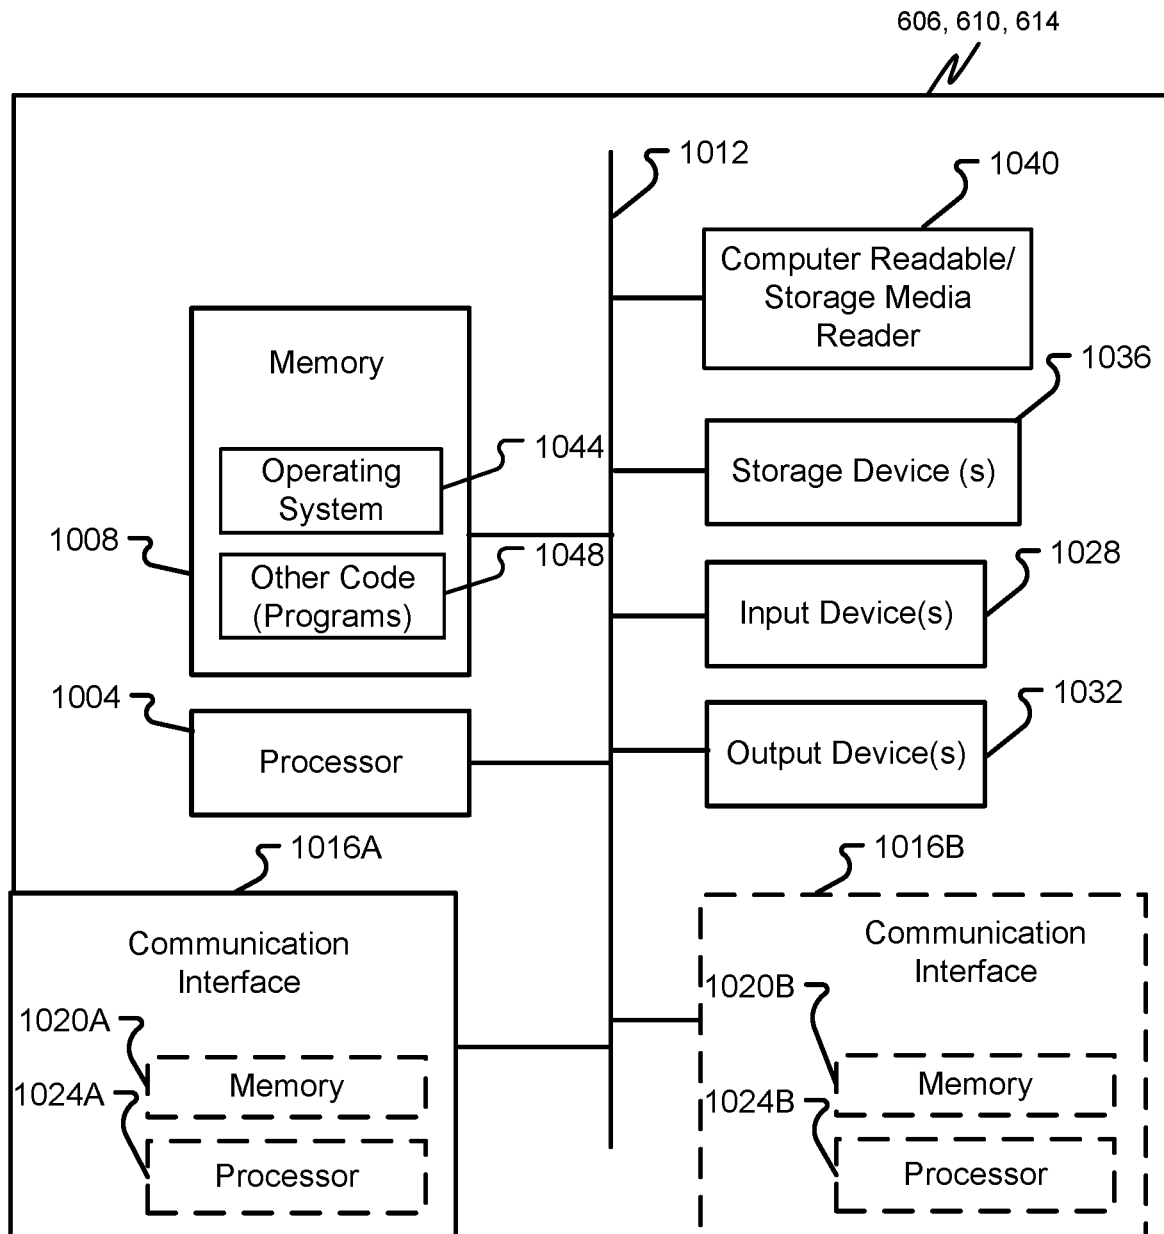 606, 610, 614
1012
1040
Computer Readable/
Storage Media
Reader
Memory
1036
1044
Operating
System
Storage Device (s)
1008
1048
Other Code
(Programs)
1028
Input Device(s)
1004
Processor
1032
Output Device(s)
1016A
1016B
Communication
Interface
Communication
Interface
1020A
Memory
1024A
Processor
1020B
Memory
1024B
Processor